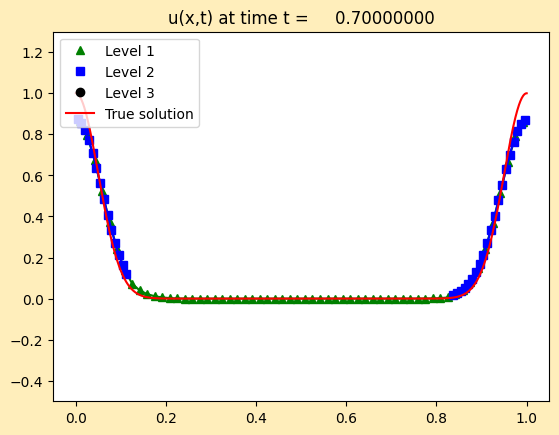 u(x,t) at time t = 0.70000000
Level 1
Level 2
Level 3
True solution
1.2
1.0
0.8
0.6
0.4
0.2
0.0
−0.2
−0.4
0.0 0.2 0.4 0.6 0.8 1.0